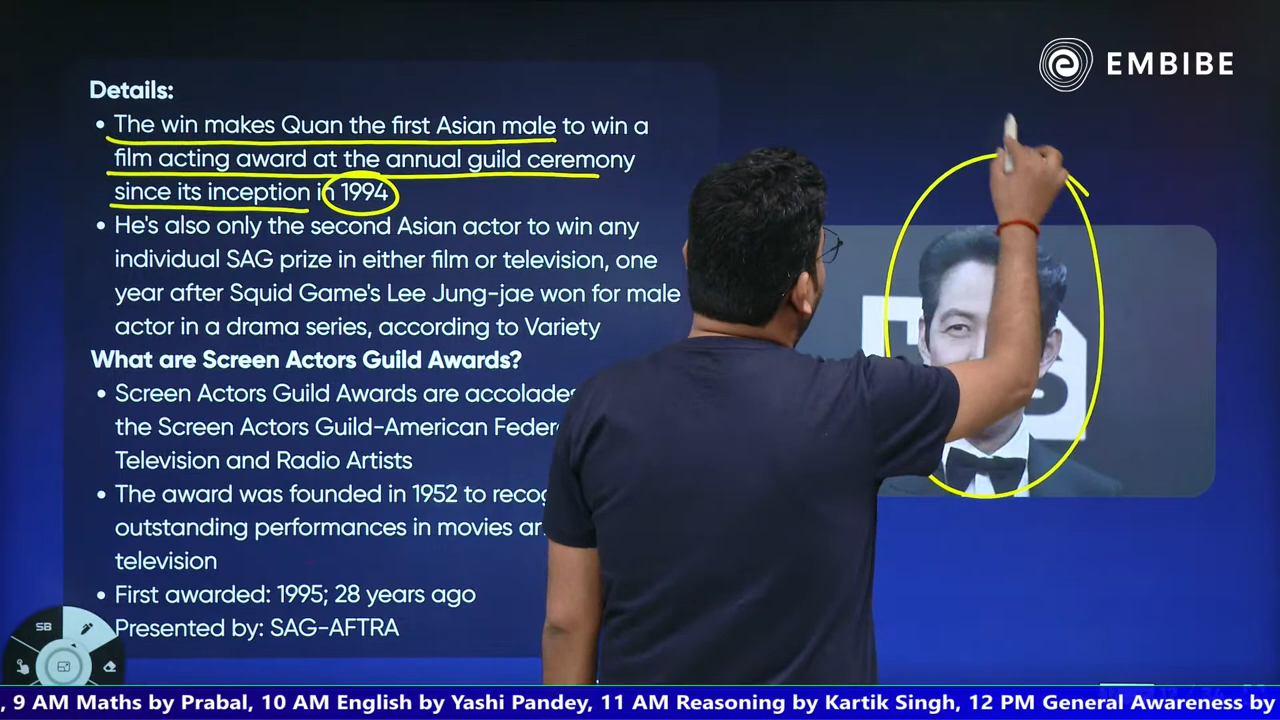 EMBIBE
Details:
• The win makes Quan the first Asian male to win a
film acting award at the annual guild ceremony
since its inception in 1994
• He's also only the second Asian actor to win any
individual SAG prize in either film or television, one
year after Squid Game's Lee Jung-jae won for male
actor in a drama series, according to Variety
What are Screen Actors Guild Awards?
• Screen Actors Guild Awards are accolades
the Screen Actors Guild-American Feder
Television and Radio Artists
• The award was founded in 1952 to recog
outstanding performances in movies an
television
• First awarded: 1995; 28 years ago
Presented by: SAG-AFTRA
SB
, 9 AM Maths by Prabal, 10 AM English by Yashi Pandey, 11 AM Reasoning by Kartik Singh, 12 PM General Awareness by